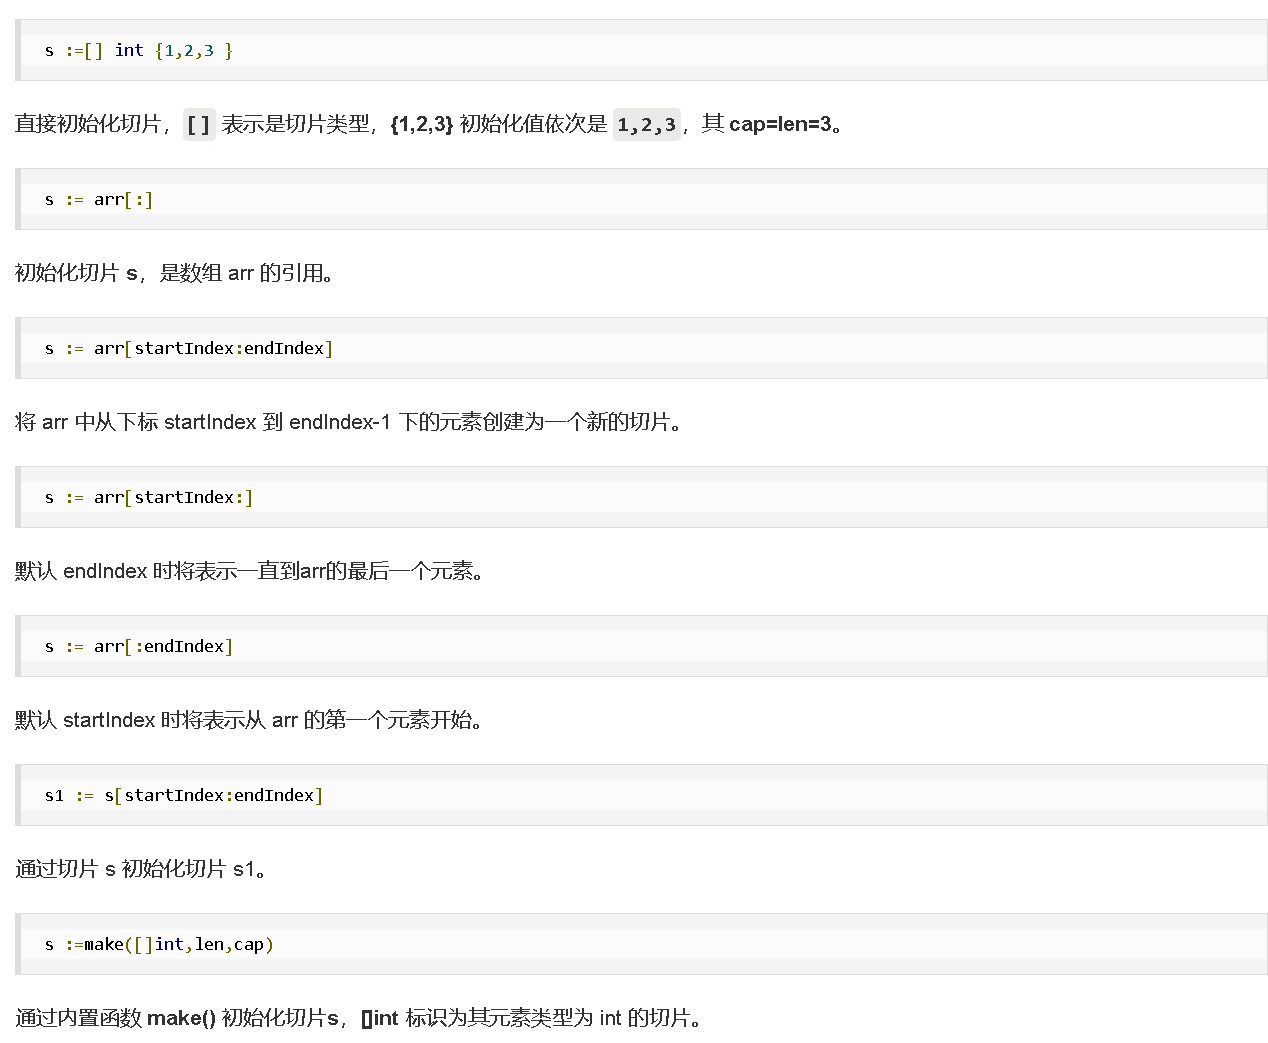 s :=[] int {1,2,3 }
直接初始化切片，[] 表示是切片类型，{1,2,3} 初始化值依次是 1,2,3，其 cap=len=3。
s := arr[:]
初始化切片 s，是数组 arr 的引用。
s := arr[startIndex:endIndex]
将 arr 中从下标 startIndex 到 endIndex-1 下的元素创建为一个新的切片。
s := arr[startIndex:]
默认 endIndex 时将表示一直到arr的最后一个元素。
s := arr[:endIndex]
默认 startIndex 时将表示从 arr 的第一个元素开始。
s1 := s[startIndex:endIndex]
通过切片 s 初始化切片 s1。
s :=make([]int,len,cap)
通过内置函数 make() 初始化切片s，[]int 标识为其元素类型为 int 的切片。